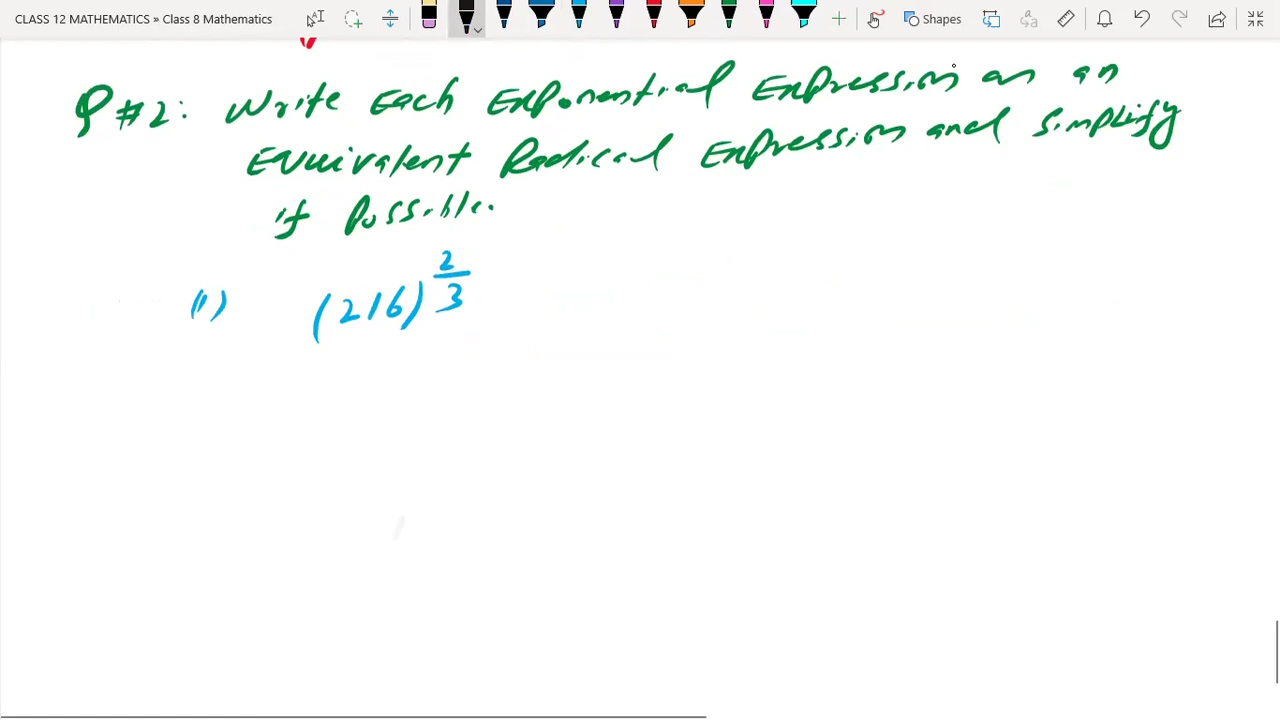 CLASS 12 MATHEMATICS » Class 8 Mathematics
Shapes
Q #2: Write Each Exponential Expression as an
Equivalent Radical Expression and simplify
if Possible.
(i) (216)^{2/3}